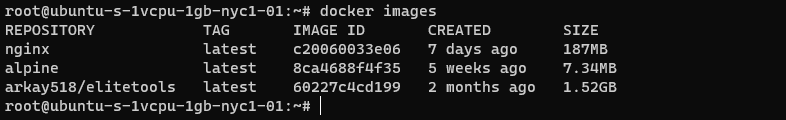 root@ubuntu-s-1vcpu-1gb-nyc1-01:~# docker images
REPOSITORY TAG IMAGE ID CREATED SIZE
nginx latest c20060033e06 7 days ago 187MB
alpine latest 8ca4688f4f35 5 weeks ago 7.34MB
arkay518/elitetools latest 60227c4cd199 2 months ago 1.52GB
root@ubuntu-s-1vcpu-1gb-nyc1-01:~#